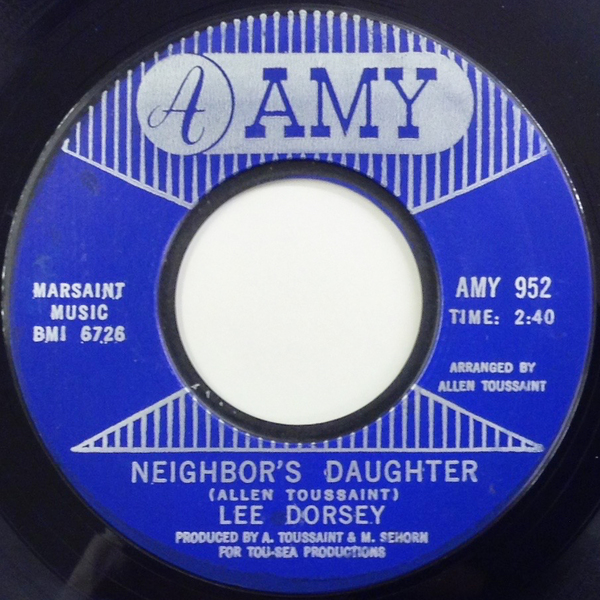 A AMY
MARSAINT
MUSIC
BMI 6726
AMY 952
TIME: 2:40
ARRANGED BY
ALLEN TOUSSAINT
NEIGHBOR'S DAUGHTER
(ALLEN TOUSSAINT)
LEE DORSEY
PRODUCED BY A. TOUSSAINT & M. SEHORN
FOR TOU-SEA PRODUCTIONS